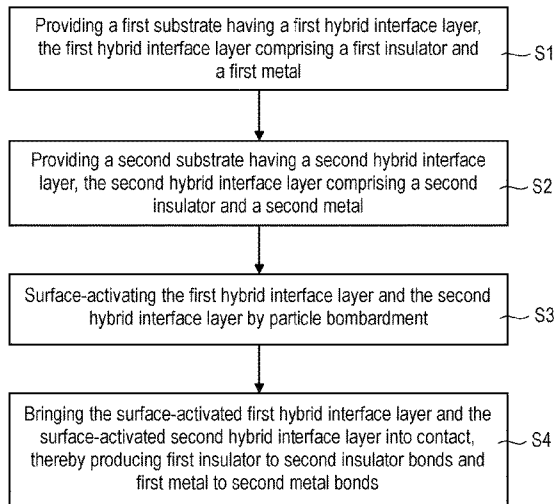 Providing a first substrate having a first hybrid interface layer,
the first hybrid interface layer comprising a first insulator and
a first metal
S1
Providing a second substrate having a second hybrid interface
layer, the second hybrid interface layer comprising a second
insulator and a second metal
S2
Surface-activating the first hybrid interface layer and the second
hybrid interface layer by particle bombardment
S3
Bringing the surface-activated first hybrid interface layer and the
surface-activated second hybrid interface layer into contact,
thereby producing first insulator to second insulator bonds and
first metal to second metal bonds
S4